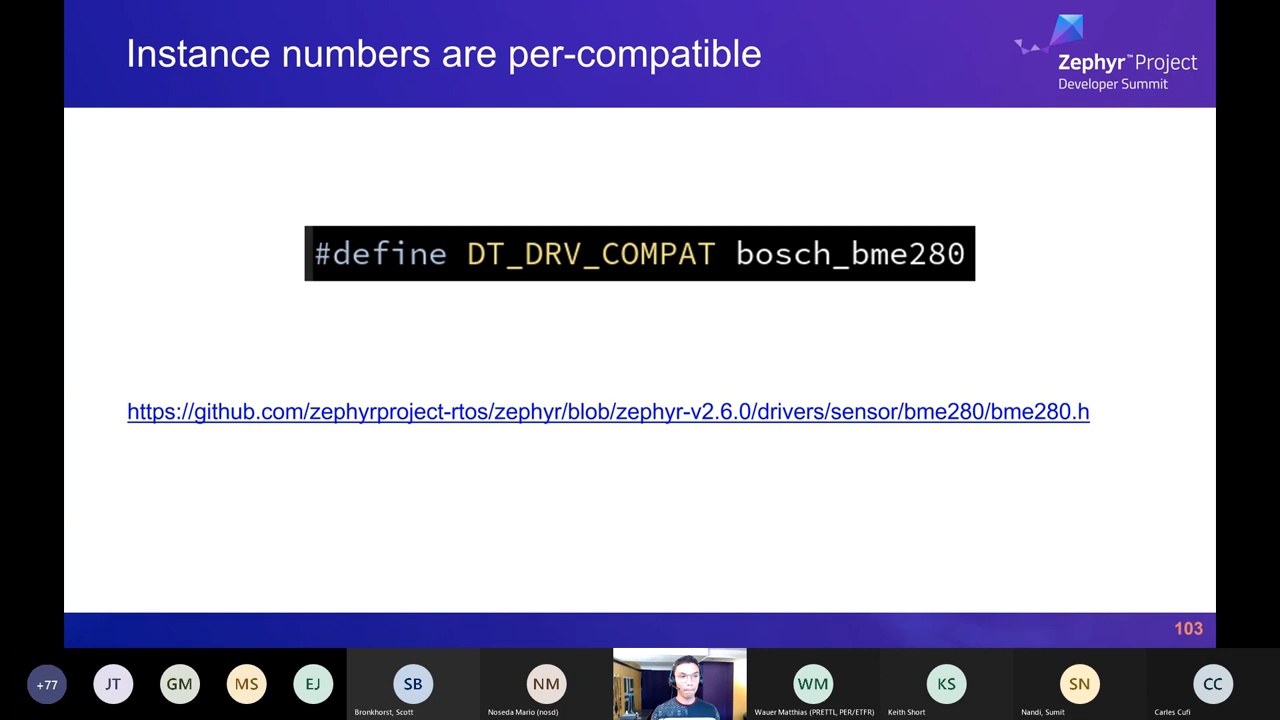 Instance numbers are per-compatible
Zephyr™Project
Developer Summit
#define DT_DRV_COMPAT bosch_bme280
https://github.com/zephyrproject-rtos/zephyr/blob/zephyr-v2.6.0/drivers/sensor/bme280/bme280.h
103
+77
JT
GM
MS
EJ
SB
NM
WM
KS
SN
CC
Bronkhorst, Scott
Noseda Mario (nosd)
Wauer Matthias (PRETTL, PER/ETFR)
Keith Short
Nandi, Sumit
Carles Cufi